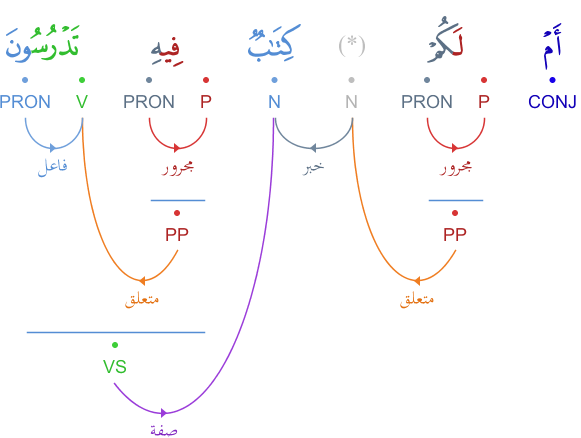 أَمْ لَكُمْ (*) كِتَٰبٌ فِيهِ تَدْرُسُونَ
CONJ P PRON N N P PRON V PRON
مجرور خبر مجرور فاعل
PP PP
متعلق متعلق
VS
صفة